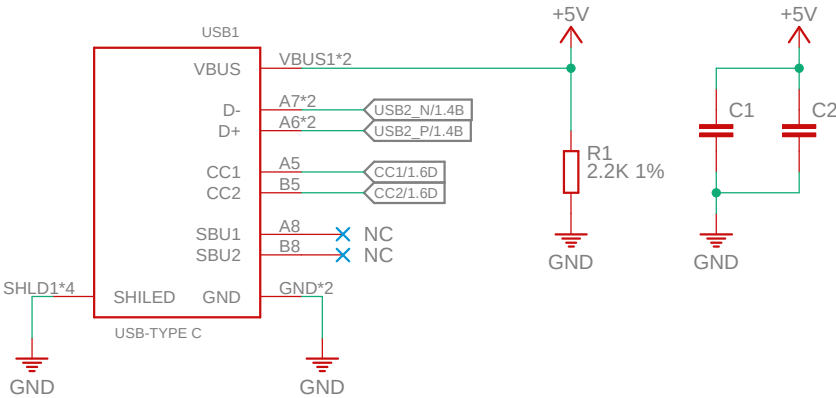 +5V
+5V
USB1
VBUS
VBUS1*2
D-
A7*2
USB2_N/1.4B
D+
A6*2
USB2_P/1.4B
C1
C2
R1
2.2K 1%
CC1
A5
CC1/1.6D
CC2
B5
CC2/1.6D
SBU1
A8
NC
SBU2
B8
NC
GND
GND
SHLD1*4
SHILED
GND
GND*2
USB-TYPE C
GND
GND